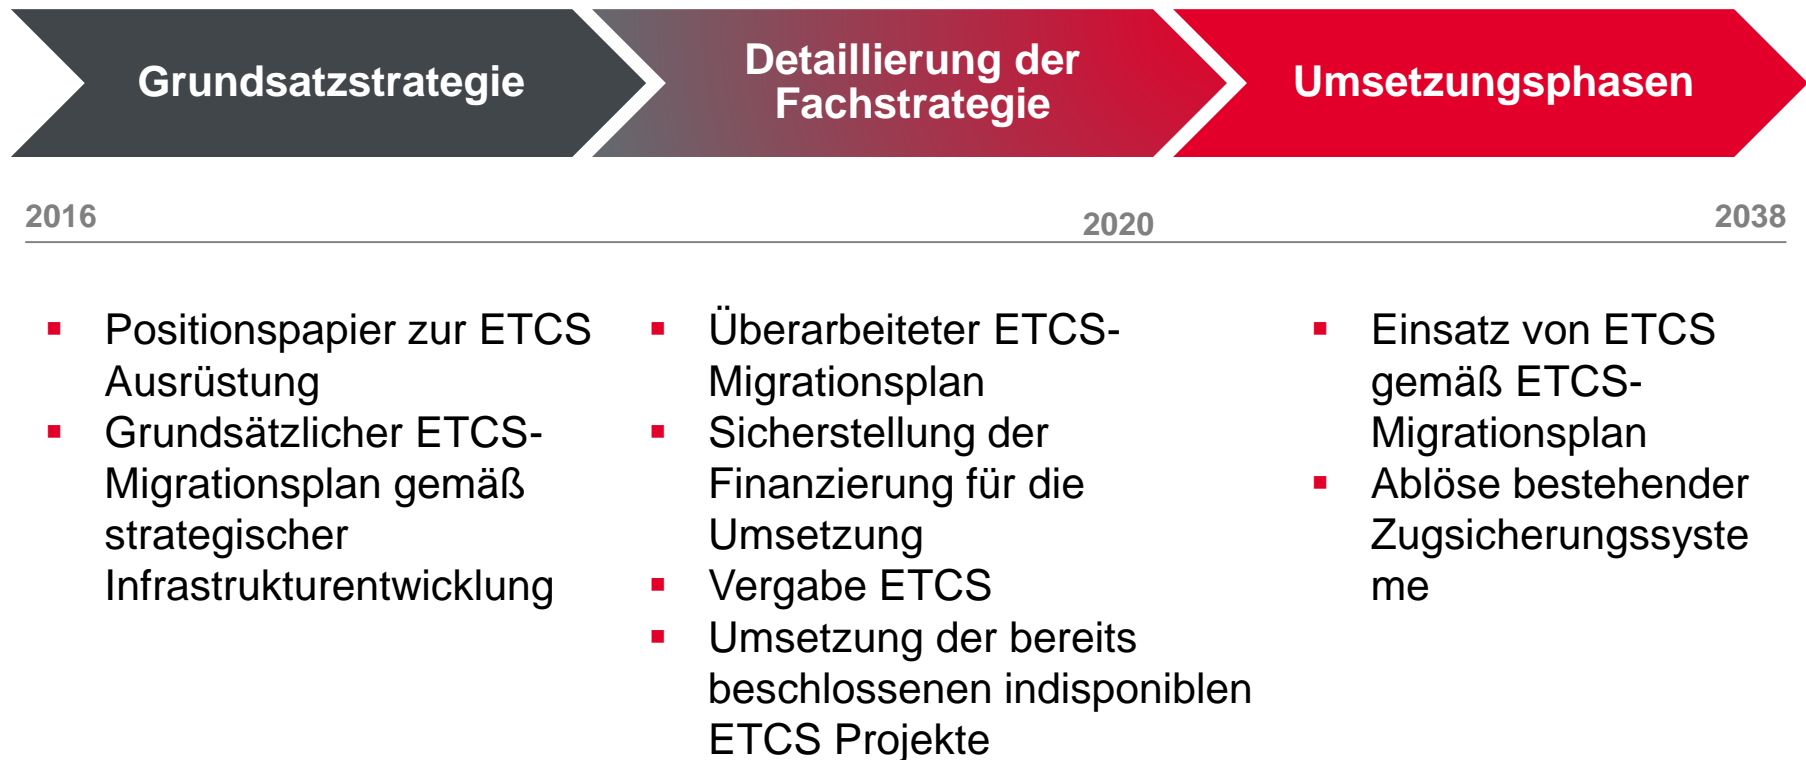 Grundsatzstrategie
Detaillierung der
Fachstrategie
Umsetzungsphasen
2016
2020
2038
▪ Positionspapier zur ETCS
Ausrüstung
▪ Grundsätzlicher ETCS-
Migrationsplan gemäß
strategischer
Infrastrukturentwicklung
▪ Überarbeiteter ETCS-
Migrationsplan
▪ Sicherstellung der
Finanzierung für die
Umsetzung
▪ Vergabe ETCS
▪ Umsetzung der bereits
beschlossenen indisponiblen
ETCS Projekte
▪ Einsatz von ETCS
gemäß ETCS-
Migrationsplan
▪ Ablöse bestehender
Zugsicherungssyste
me